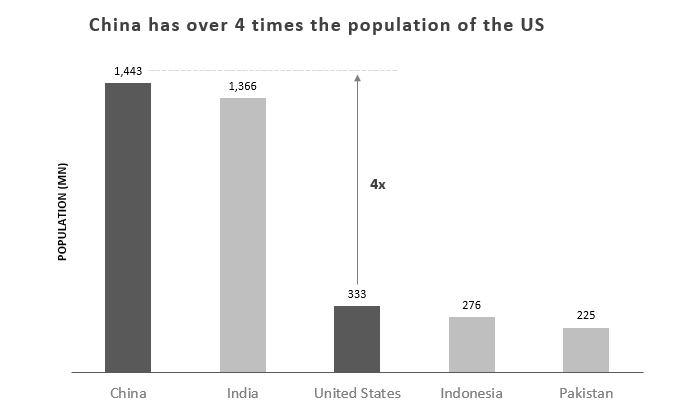 China has over 4 times the population of the US
1,443
1,366
4x
POPULATION (MN)
333
276
225
China
India
United States
Indonesia
Pakistan